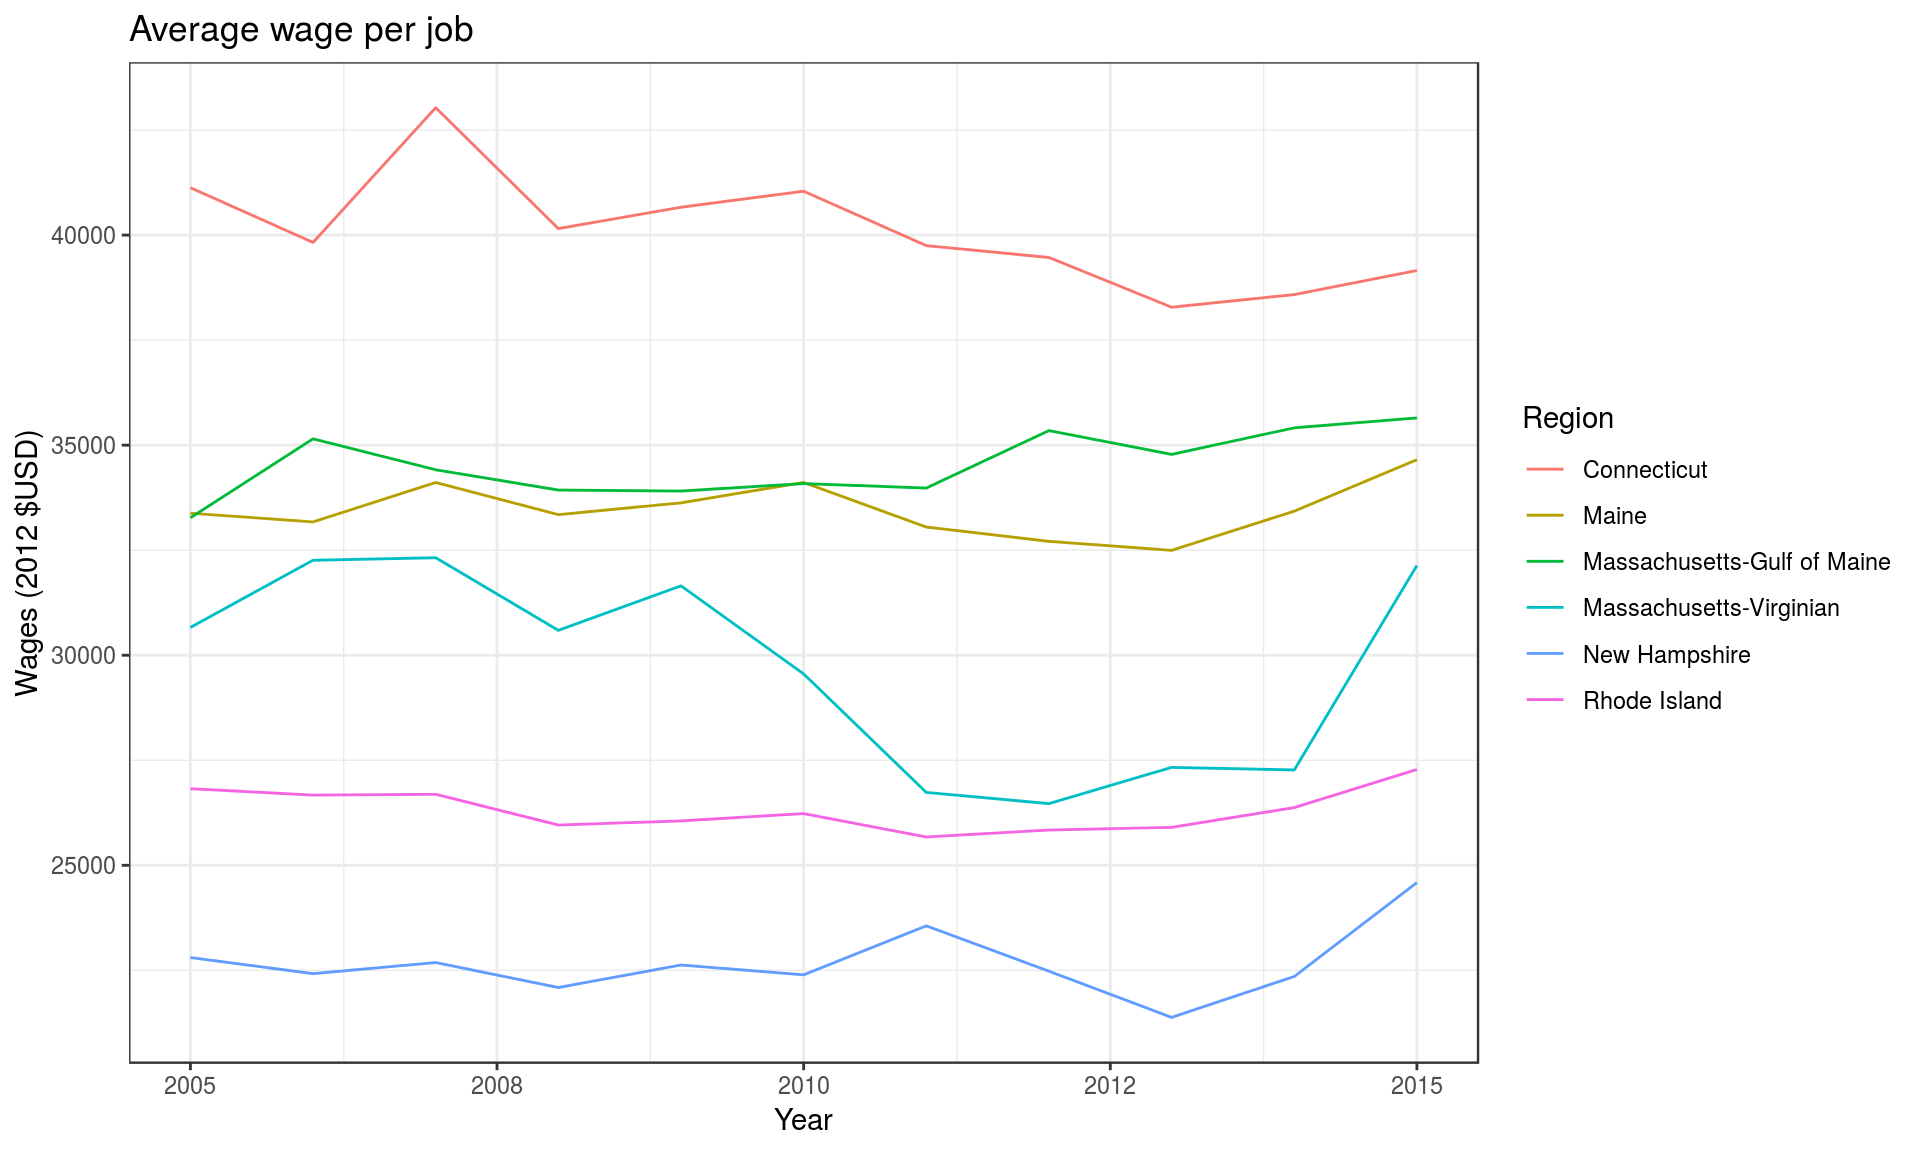 Average wage per job
Wages (2012 $USD)
40000
35000
30000
25000
2005
2008
2010
2012
2015
Year
Region
Connecticut
Maine
Massachusetts-Gulf of Maine
Massachusetts-Virginian
New Hampshire
Rhode Island